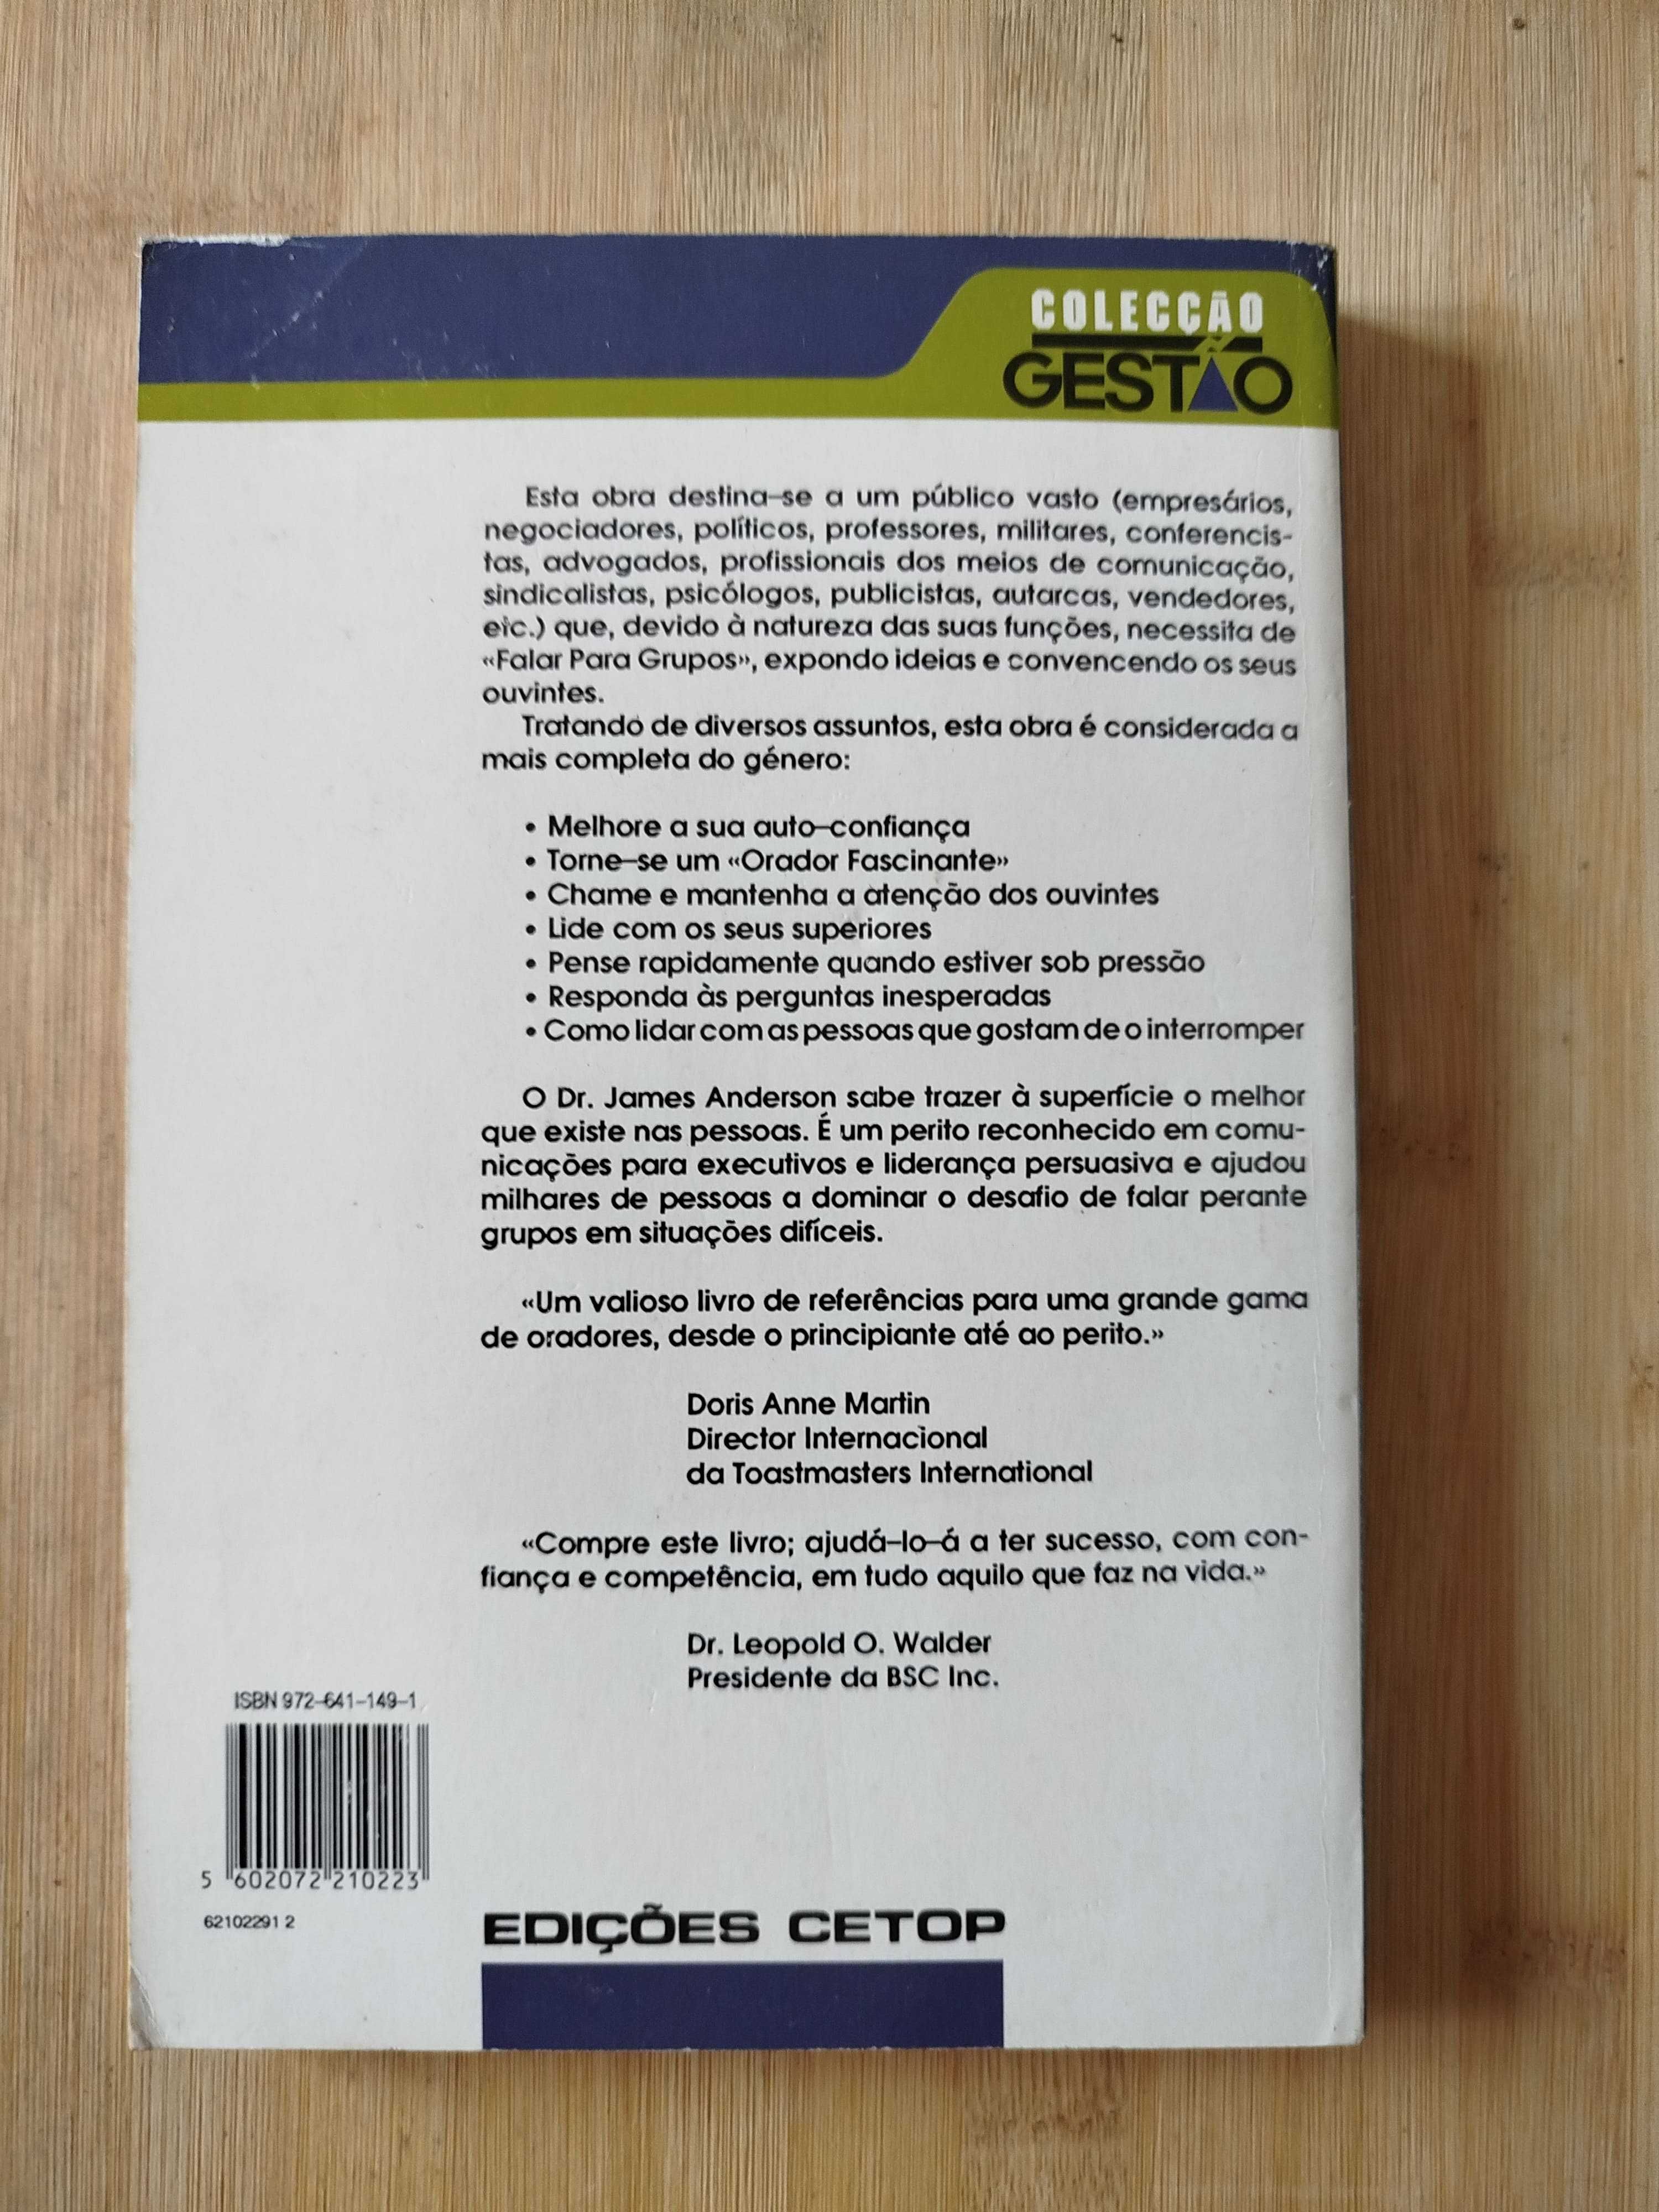 COLECÇÃO
GESTÃO
Esta obra destina-se a um público vasto (empresários,
negociadores, políticos, professores, militares, conferencis-
tas, advogados, profissionais dos meios de comunicação,
sindicalistas, psicólogos, publicistas, autarcas, vendedores,
etc.) que, devido à natureza das suas funções, necessita de
«Falar Para Grupos», expondo ideias e convencendo os seus
ouvintes.
Tratando de diversos assuntos, esta obra é considerada a
mais completa do género:
• Melhore a sua auto-confiança
• Torne-se um «Orador Fascinante»
• Chame e mantenha a atenção dos ouvintes
• Lide com os seus superiores
• Pense rapidamente quando estiver sob pressão
• Responda às perguntas inesperadas
• Como lidar com as pessoas que gostam de o interromper
O Dr. James Anderson sabe trazer à superfície o melhor
que existe nas pessoas. É um perito reconhecido em comu-
nicações para executivos e liderança persuasiva e ajudou
milhares de pessoas a dominar o desafio de falar perante
grupos em situações difíceis.
«Um valioso livro de referências para uma grande gama
de oradores, desde o principiante até ao perito.»
Doris Anne Martin
Director Internacional
da Toastmasters International
«Compre este livro; ajudá-lo-á a ter sucesso, com con-
fiança e competência, em tudo aquilo que faz na vida.»
Dr. Leopold O. Walder
Presidente da BSC Inc.
ISBN 972-641-149-1
5 602072 210223
62102291 2
EDIÇÕES CETOP